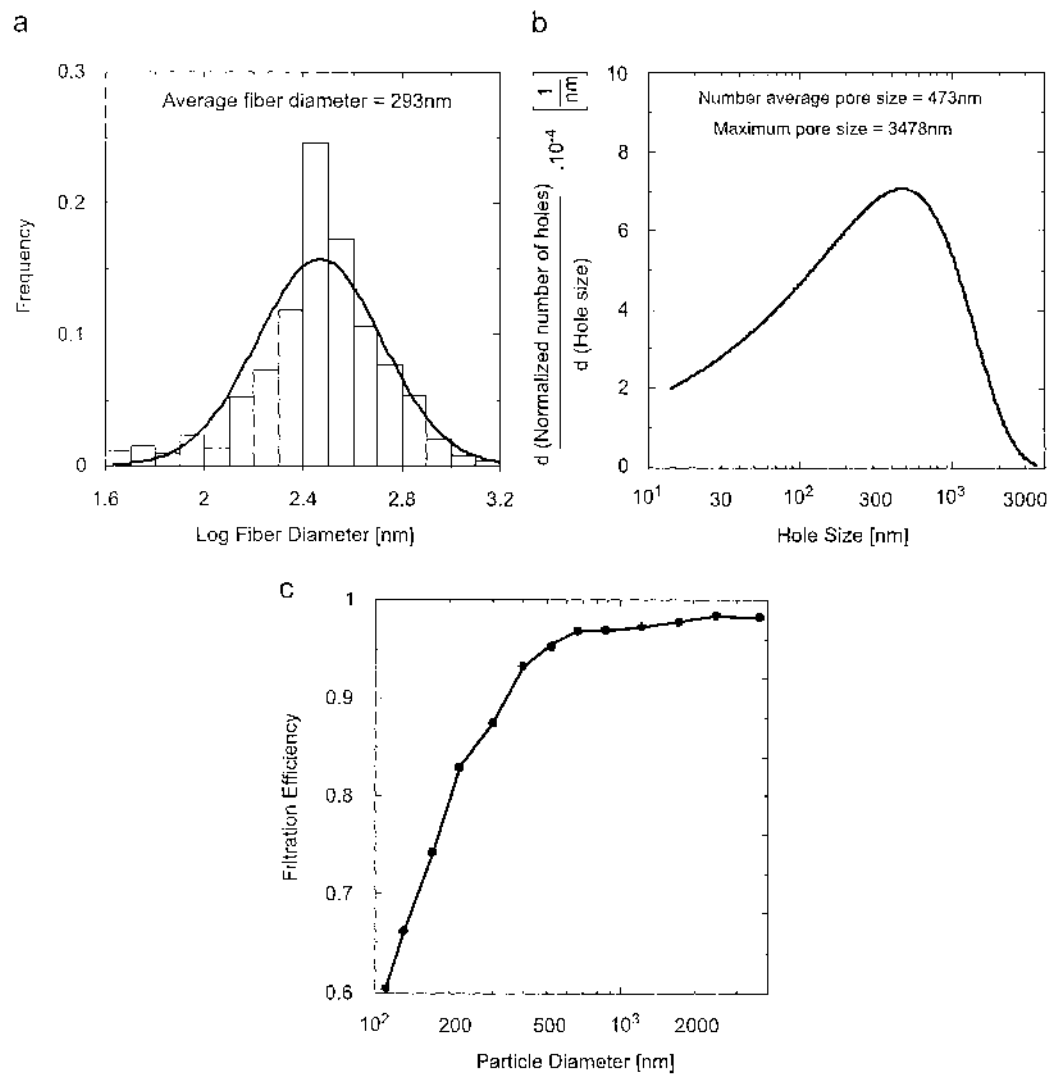 a
Average fiber diameter = 293nm
0.3
0.2
0.1
0
Frequency
1.6 2 2.4 2.8 3.2
Log Fiber Diameter [nm]
b
Number average pore size = 473nm
Maximum pore size = 3478nm
10
8
6
4
2
0
d (Normalized number of holes)
d (Hole size)
.10-4
[1/nm]
10¹ 30 10² 300 10³ 3000
Hole Size [nm]
c
1
0.9
0.8
0.7
0.6
Filtration Efficiency
10² 200 500 10³ 2000
Particle Diameter [nm]